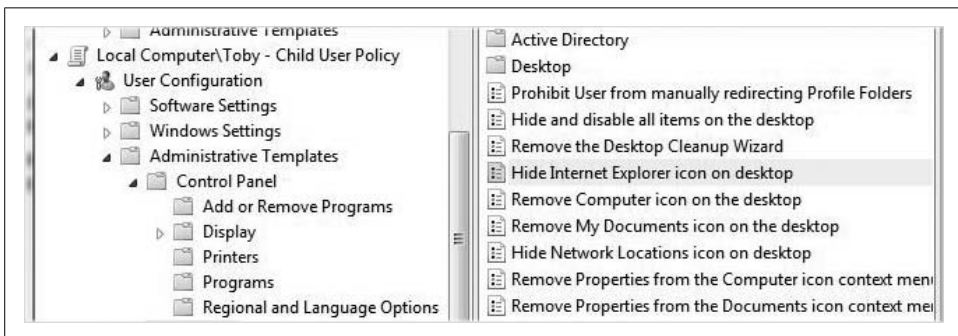 Administrative Templates
Local Computer\Toby - Child User Policy
User Configuration
Software Settings
Windows Settings
Administrative Templates
Control Panel
Add or Remove Programs
Display
Printers
Programs
Regional and Language Options
Active Directory
Desktop
Prohibit User from manually redirecting Profile Folders
Hide and disable all items on the desktop
Remove the Desktop Cleanup Wizard
Hide Internet Explorer icon on desktop
Remove Computer icon on the desktop
Remove My Documents icon on the desktop
Hide Network Locations icon on desktop
Remove Properties from the Computer icon context menu
Remove Properties from the Documents icon context